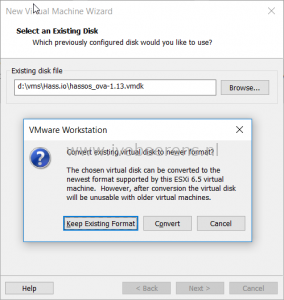 New Virtual Machine Wizard
Select an Existing Disk
Which previously configured disk would you like to use?
Existing disk file
d:\vms\Hass.io\hassos_ova-1.13.vmdk
Browse...
VMware Workstation
Convert existing virtual disk to newer format?
The chosen virtual disk can be converted to the
newest format supported by this ESXi 6.5 virtual
machine. However, after conversion the virtual disk
will be unusable with older virtual machines.
Keep Existing Format Convert Cancel
Help < Back Next > Cancel